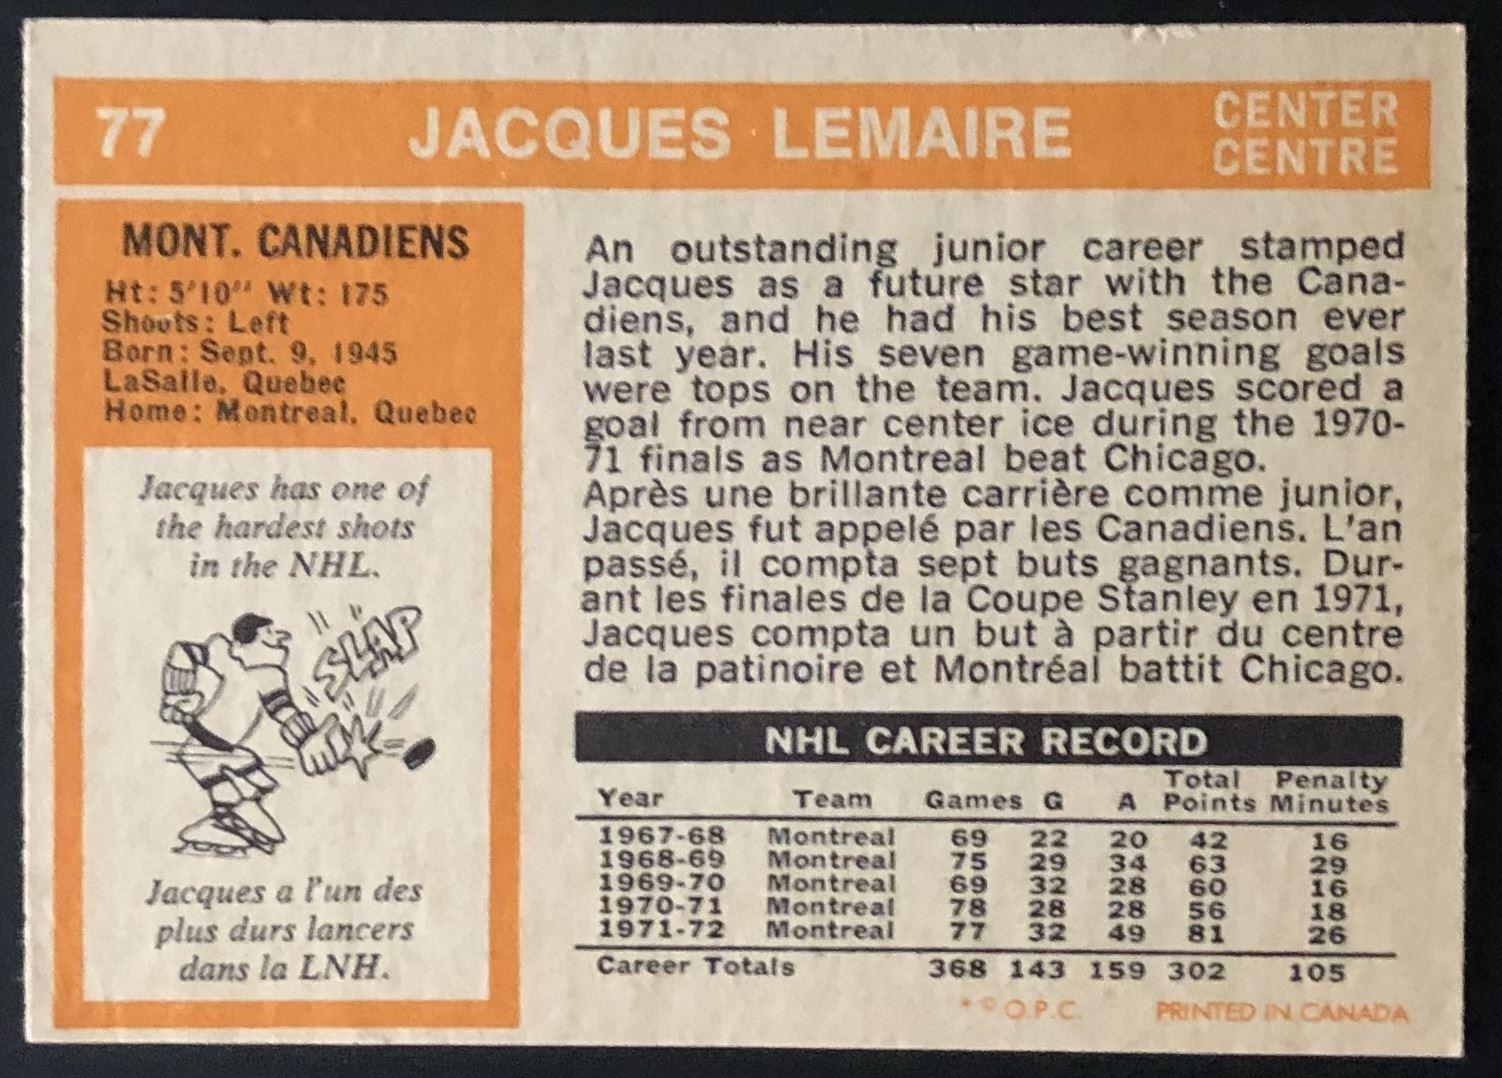 77 JACQUES LEMAIRE CENTER
CENTRE
MONT. CANADIENS
Ht: 5'10" Wt: 175
Shoots: Left
Born: Sept. 9, 1945
LaSalle, Quebec
Home: Montreal, Quebec
Jacques has one of
the hardest shots
in the NHL.
SLAP
Jacques a l'un des
plus durs lancers
dans la LNH.
An outstanding junior career stamped
Jacques as a future star with the Cana-
diens, and he had his best season ever
last year. His seven game-winning goals
were tops on the team. Jacques scored a
goal from near center ice during the 1970-
71 finals as Montreal beat Chicago.
Après une brillante carrière comme junior,
Jacques fut appelé par les Canadiens. L'an
passé, il compta sept buts gagnants. Dur-
ant les finales de la Coupe Stanley en 1971,
Jacques compta un but à partir du centre
de la patinoire et Montréal battit Chicago.
NHL CAREER RECORD
Year Team Games G A Total Points Penalty Minutes
1967-68 Montreal 69 22 20 42 16
1968-69 Montreal 75 29 34 63 29
1969-70 Montreal 69 32 28 60 16
1970-71 Montreal 78 28 28 56 18
1971-72 Montreal 77 32 49 81 26
Career Totals 368 143 159 302 105
* © O.P.C. PRINTED IN CANADA